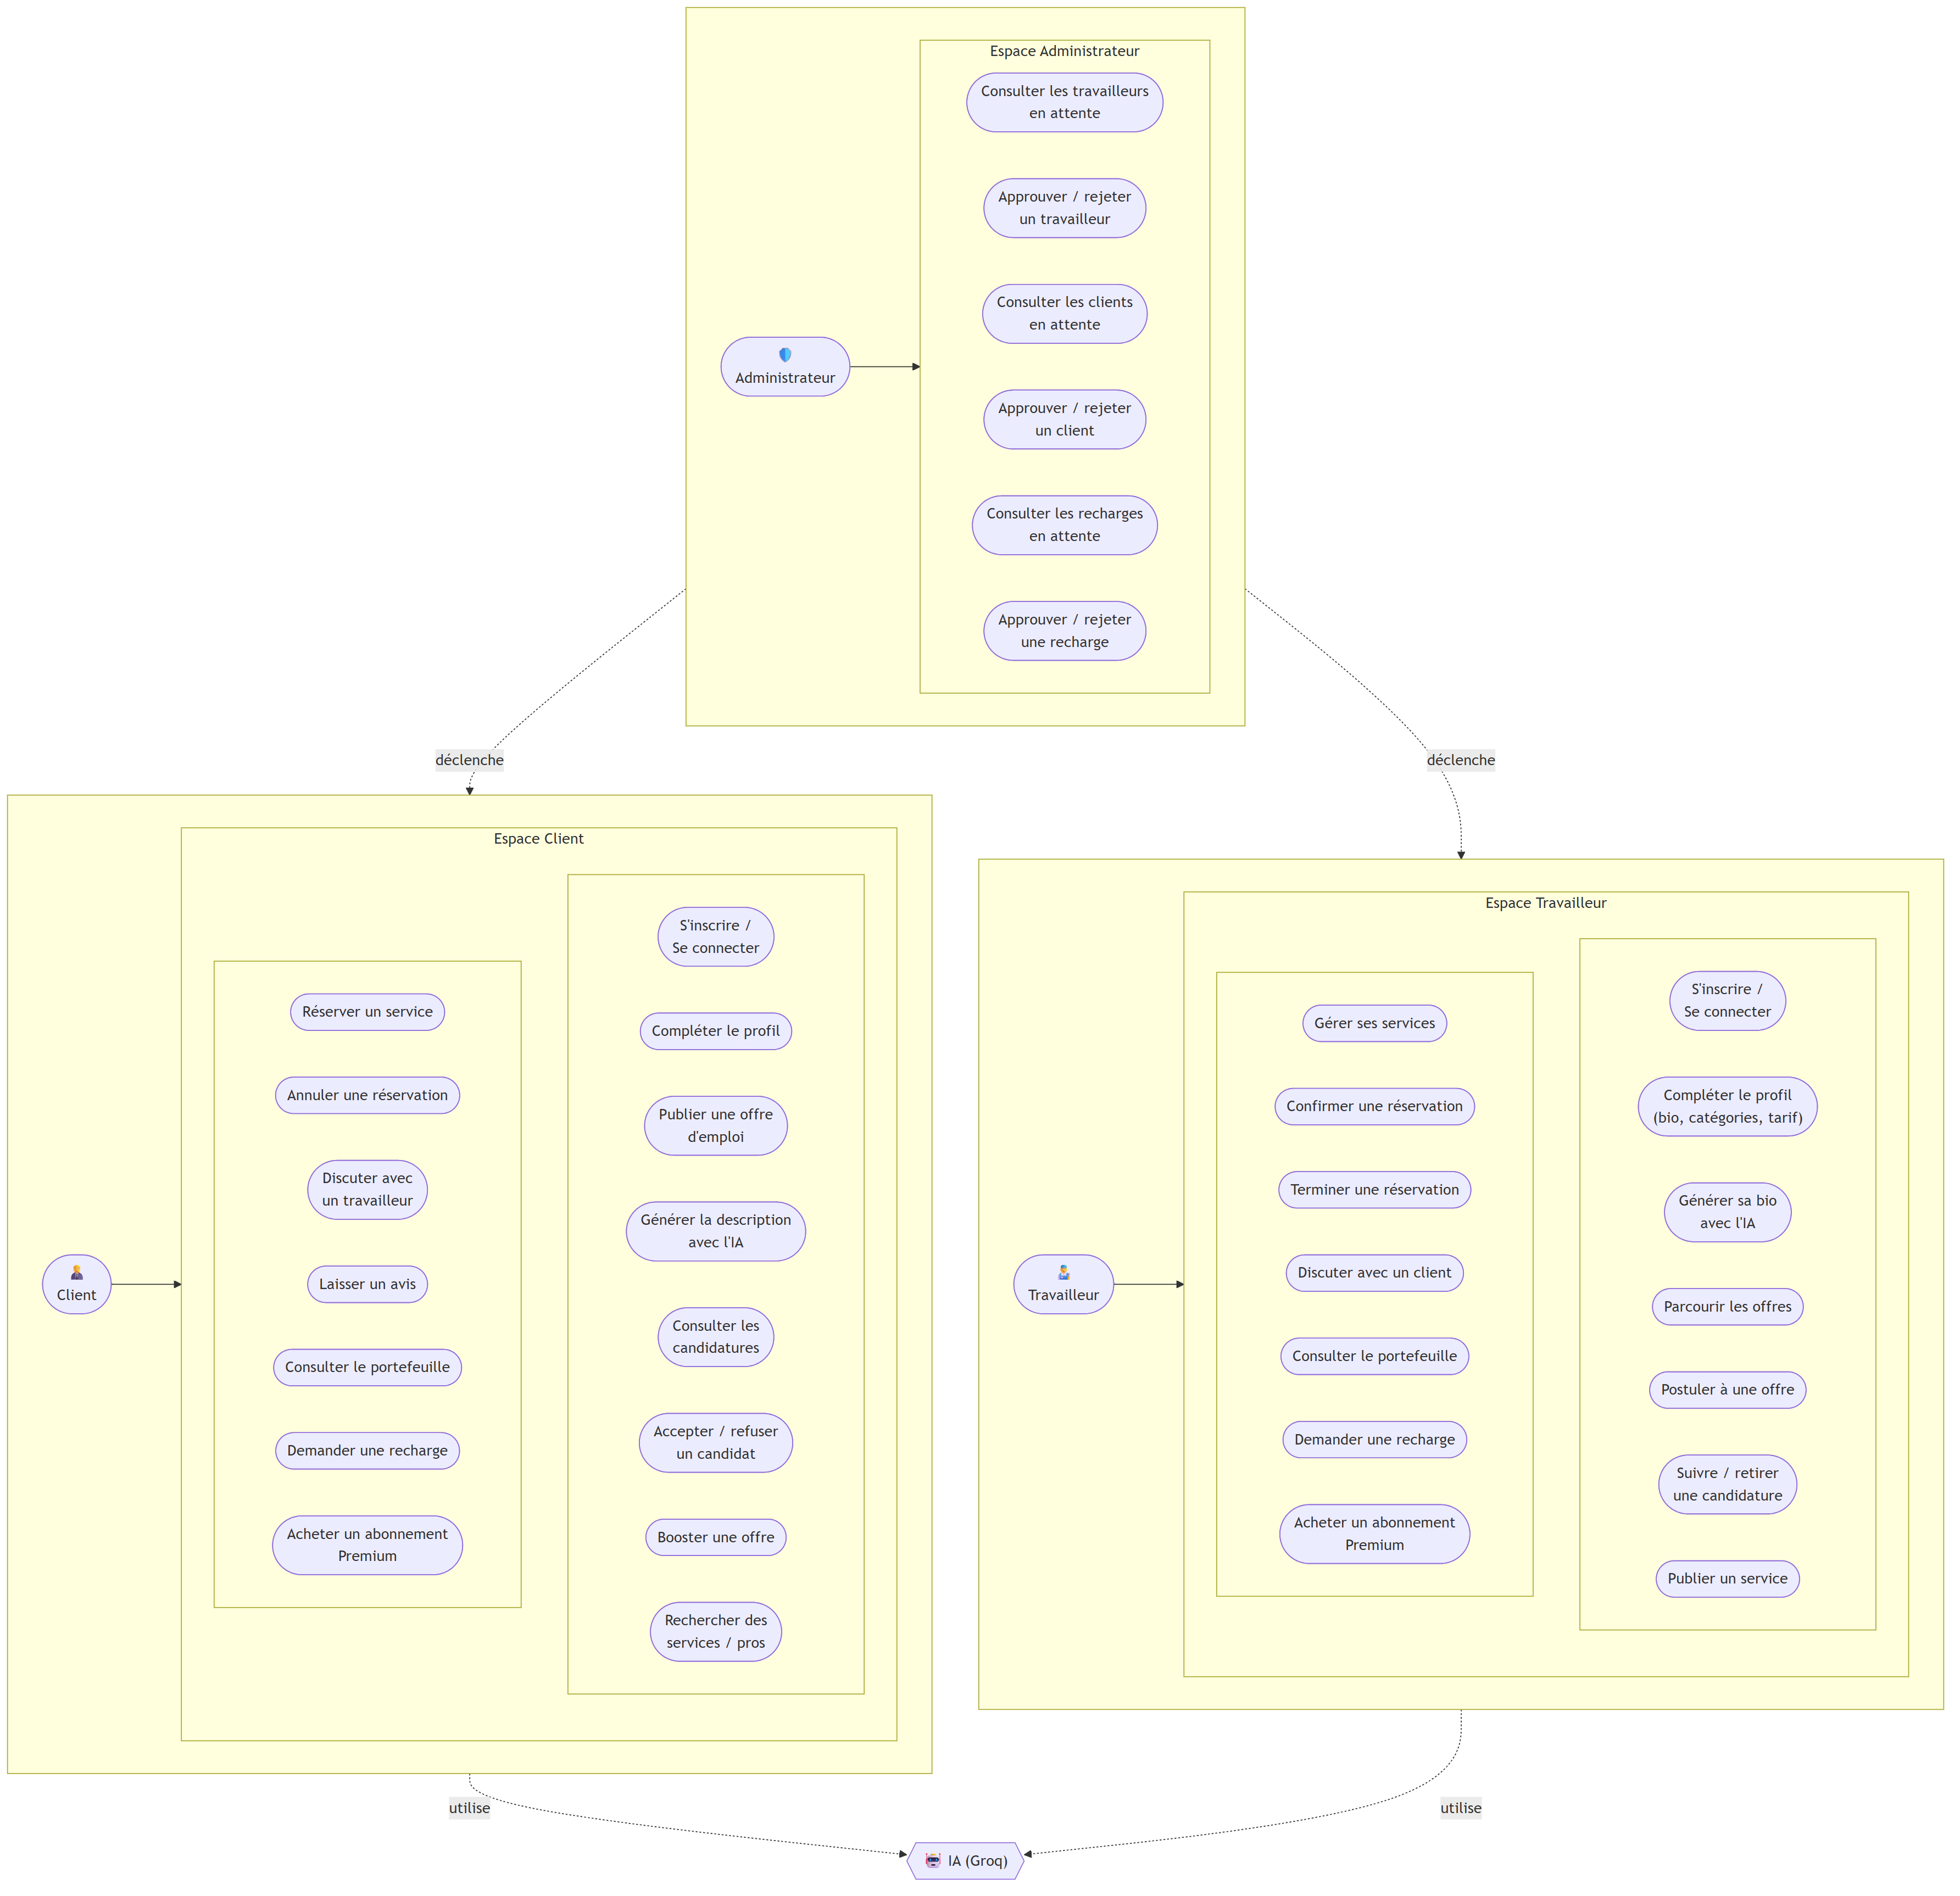 Espace Administrateur
Consulter les travailleurs
en attente
Approuver / rejeter
un travailleur
Consulter les clients
en attente
Administrateur
Approuver / rejeter
un client
Consulter les recharges
en attente
Approuver / rejeter
une recharge
déclenche
déclenche
Espace Client
Client
Réserver un service
Annuler une réservation
Discuter avec
un travailleur
Laisser un avis
Consulter le portefeuille
Demander une recharge
Acheter un abonnement
Premium
S'inscrire /
Se connecter
Compléter le profil
Publier une offre
d'emploi
Générer la description
avec l'IA
Consulter les
candidatures
Accepter / refuser
un candidat
Booster une offre
Rechercher des
services / pros
Espace Travailleur
Travailleur
Gérer ses services
Confirmer une réservation
Terminer une réservation
Discuter avec un client
Consulter le portefeuille
Demander une recharge
Acheter un abonnement
Premium
S'inscrire /
Se connecter
Compléter le profil
(bio, catégories, tarif)
Générer sa bio
avec l'IA
Parcourir les offres
Postuler à une offre
Suivre / retirer
une candidature
Publier un service
utilise
utilise
IA (Groq)